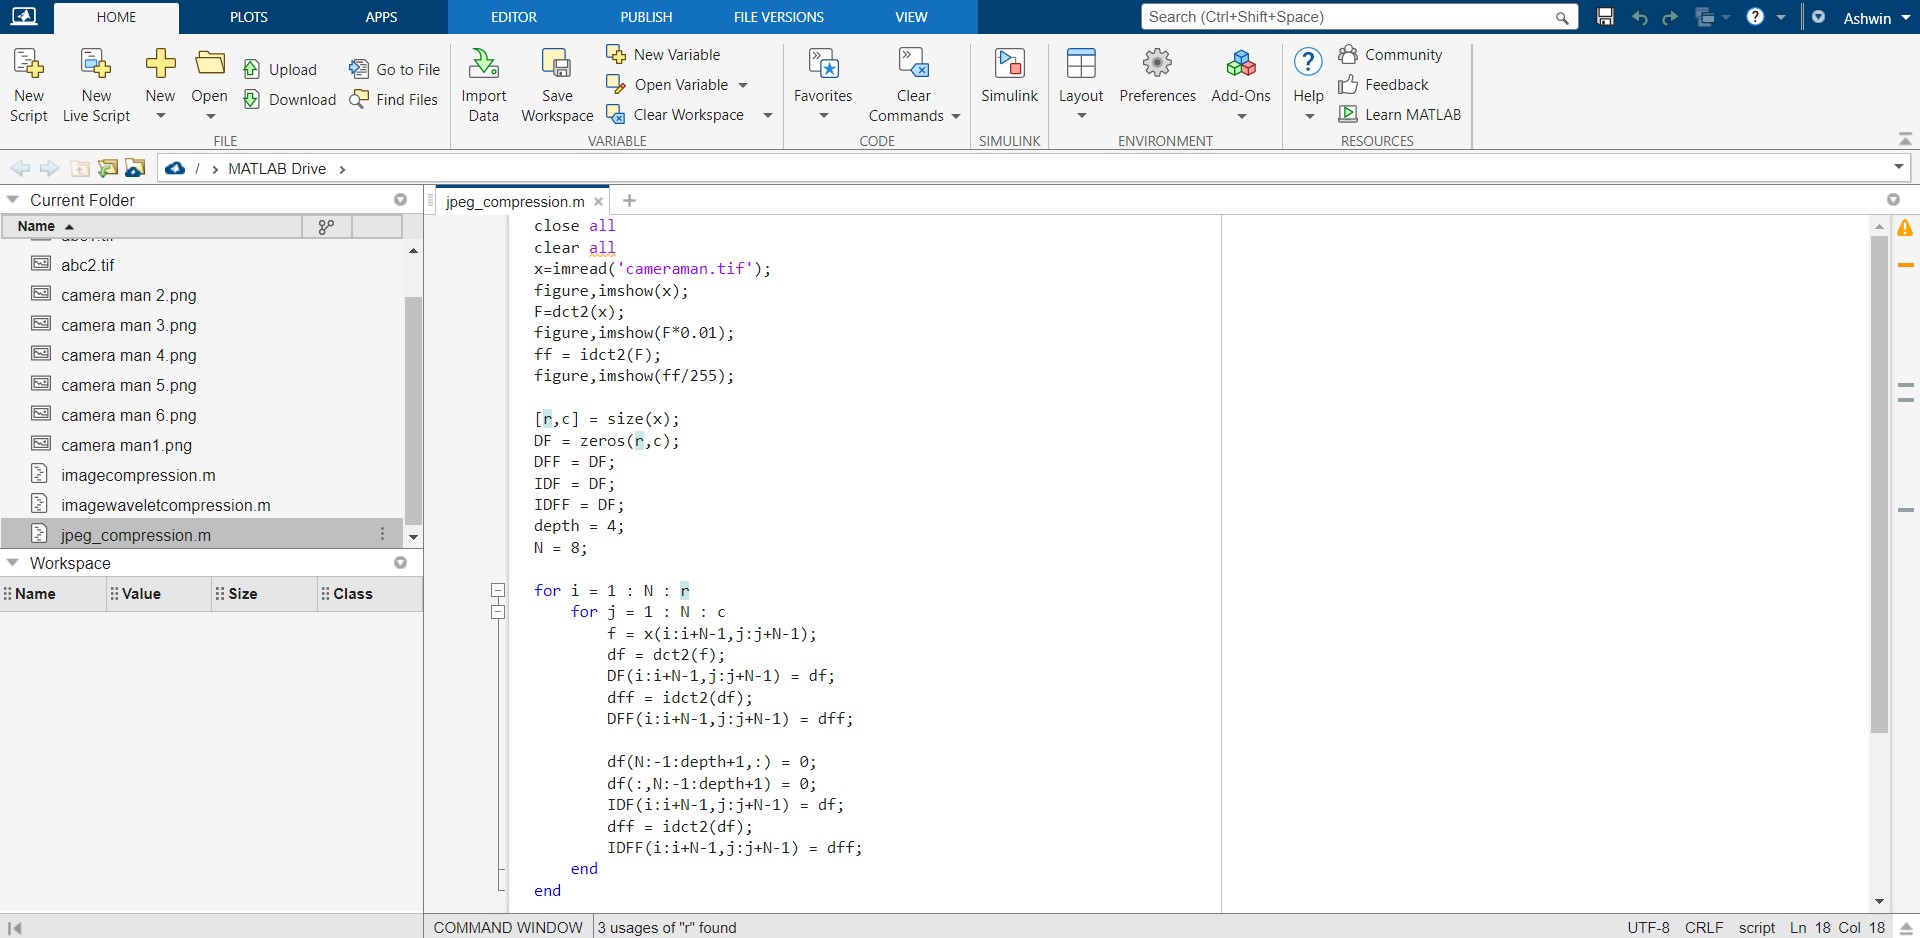 HOME PLOTS APPS EDITOR PUBLISH FILE VERSIONS VIEW Search (Ctrl+Shift+Space) Ashwin
New Script
New Live Script
New
Open
Upload
Download
Go to File
Find Files
FILE
Import Data
Save Workspace
New Variable
Open Variable
Clear Workspace
VARIABLE
Favorites
Clear Commands
CODE
Simulink
SIMULINK
Layout
Preferences
Add-Ons
ENVIRONMENT
Help
Community
Feedback
Learn MATLAB
RESOURCES
/ › MATLAB Drive ›
Current Folder
Name
abc2.tif
camera man 2.png
camera man 3.png
camera man 4.png
camera man 5.png
camera man 6.png
camera man1.png
imagecompression.m
imagewaveletcompression.m
jpeg_compression.m
Workspace
Name Value Size Class
jpeg_compression.m × +
close all
clear all
x=imread('cameraman.tif');
figure,imshow(x);
F=dct2(x);
figure,imshow(F*0.01);
ff = idct2(F);
figure,imshow(ff/255);
[r,c] = size(x);
DF = zeros(r,c);
DFF = DF;
IDF = DF;
IDFF = DF;
depth = 4;
N = 8;
for i = 1 : N : r
for j = 1 : N : c
f = x(i:i+N-1,j:j+N-1);
df = dct2(f);
DF(i:i+N-1,j:j+N-1) = df;
dff = idct2(df);
DFF(i:i+N-1,j:j+N-1) = dff;
df(N:-1:depth+1,:) = 0;
df(:,N:-1:depth+1) = 0;
IDF(i:i+N-1,j:j+N-1) = df;
dff = idct2(df);
IDFF(i:i+N-1,j:j+N-1) = dff;
end
end
COMMAND WINDOW 3 usages of "r" found UTF-8 CRLF script Ln 18 Col 18